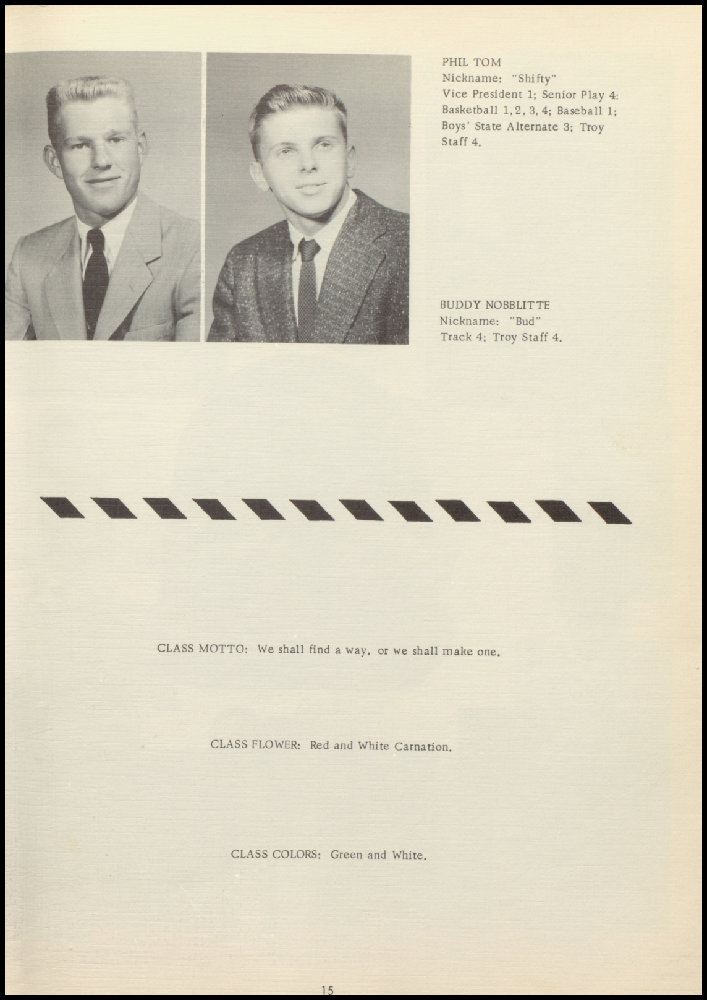 PHIL TOM
Nickname: "Shifty"
Vice President 1; Senior Play 4;
Basketball 1, 2, 3, 4; Baseball 1;
Boys' State Alternate 3; Troy
Staff 4.
BUDDY NOBBLITTE
Nickname: "Bud"
Track 4; Troy Staff 4.
CLASS MOTTO: We shall find a way, or we shall make one.
CLASS FLOWER: Red and White Carnation.
CLASS COLORS: Green and White.
15